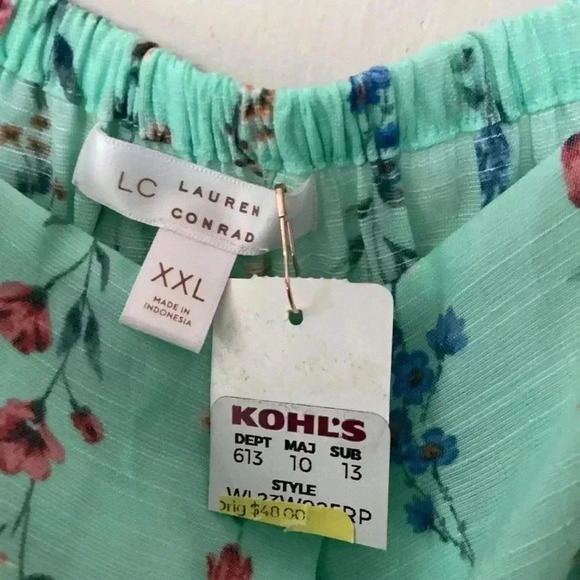 LC LAUREN
CONRAD
XXL
MADE IN
INDONESIA
KOHL'S
DEPT MAJ SUB
613 10 13
STYLE
orig $48.00